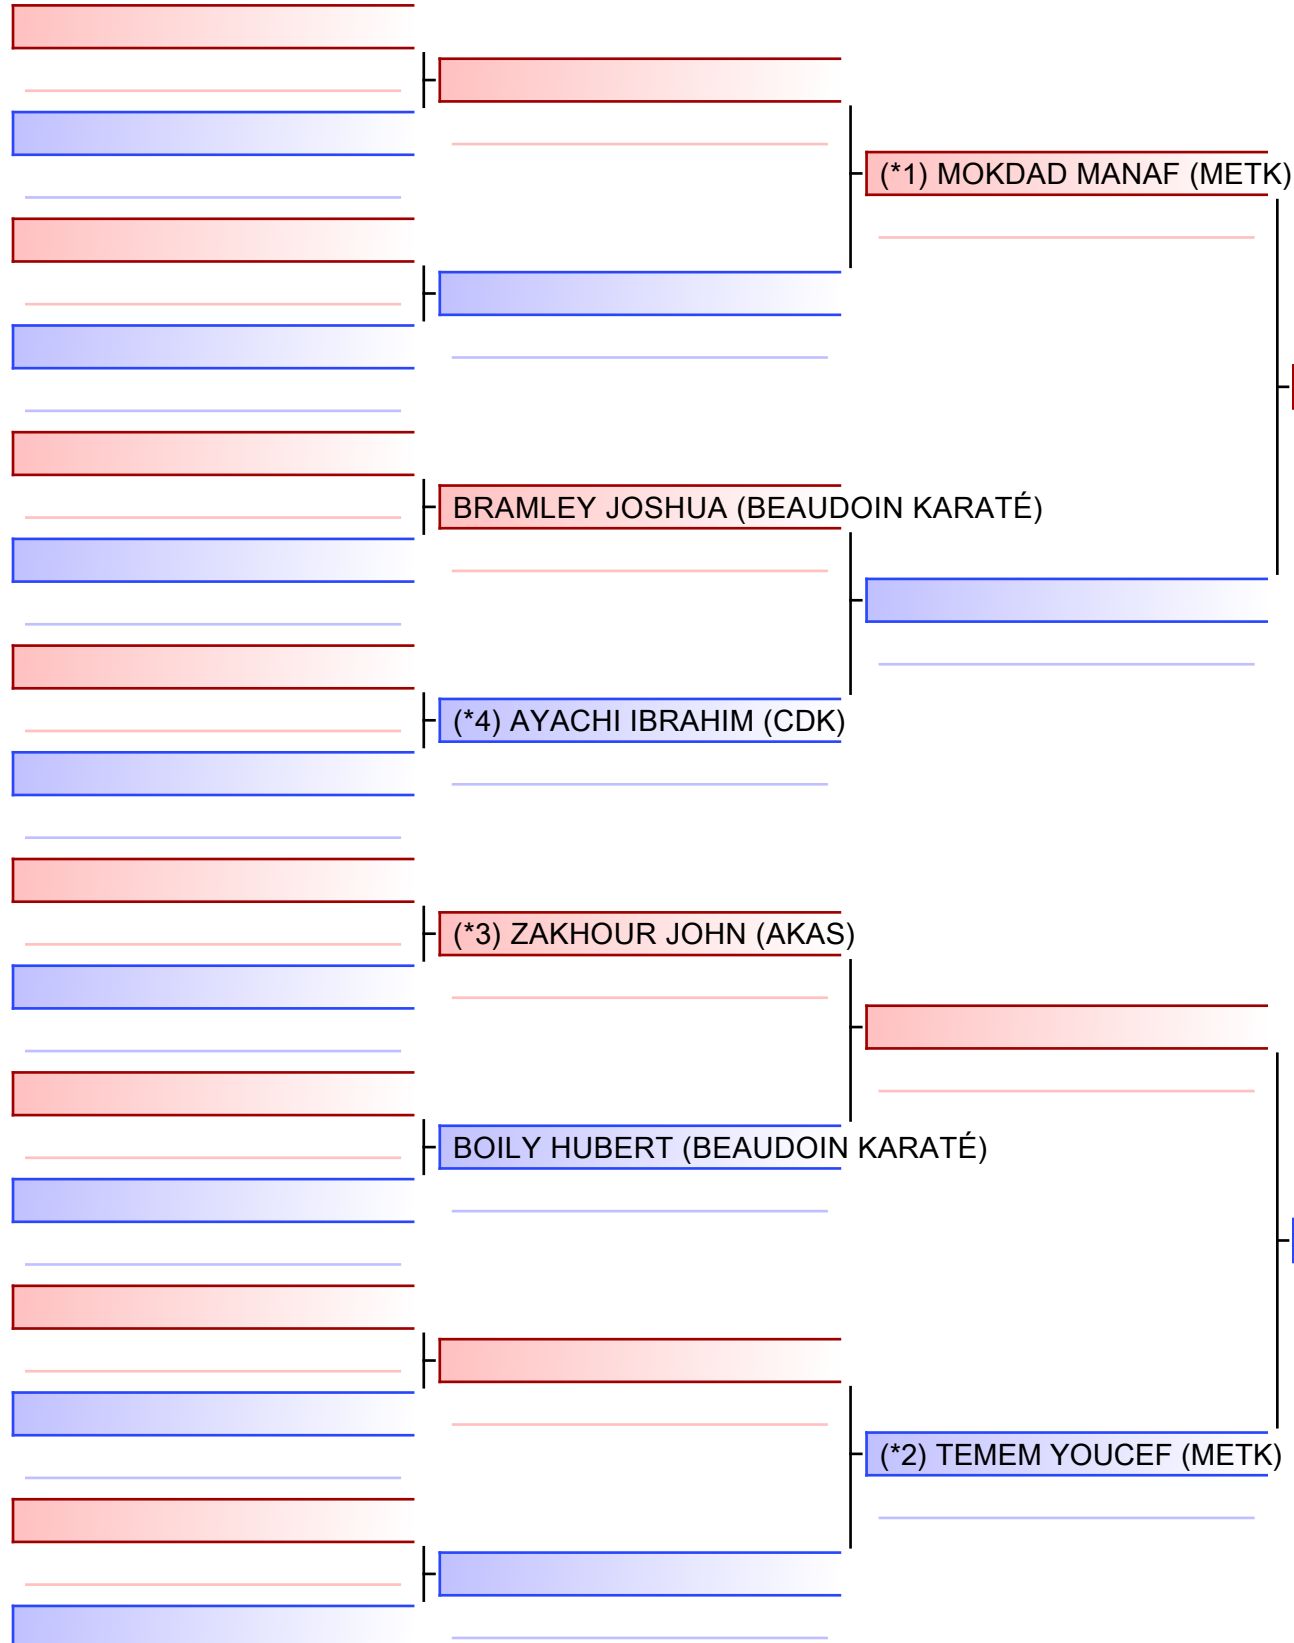 (*1) MOKDAD MANAF (METK)
BRAMLEY JOSHUA (BEAUDOIN KARATÉ)
(*4) AYACHI IBRAHIM (CDK)
(*3) ZAKHOUR JOHN (AKAS)
BOILY HUBERT (BEAUDOIN KARATÉ)
(*2) TEMEM YOUCEF (METK)